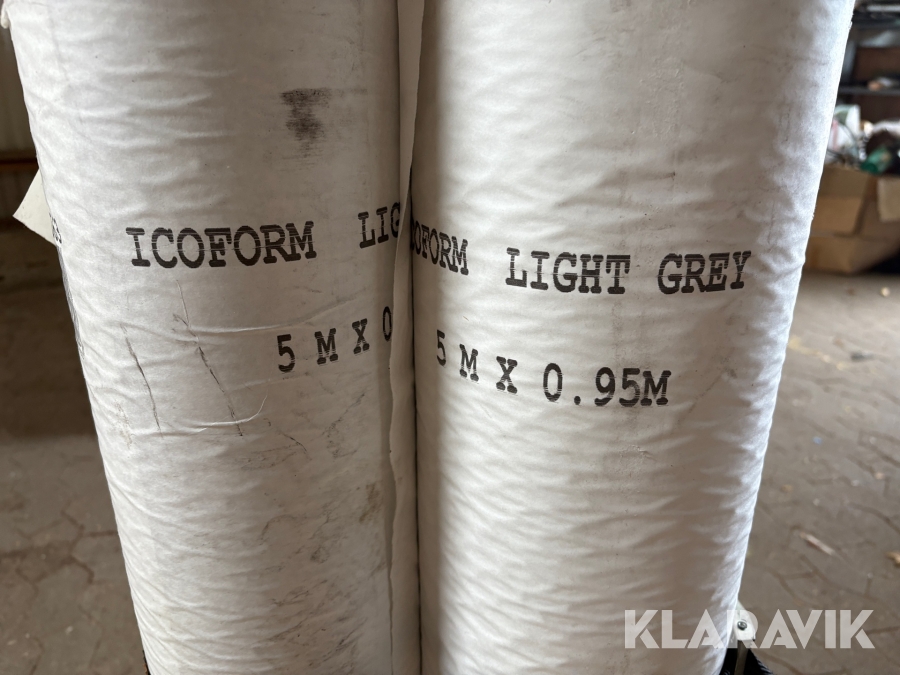 ICOFORM LIG
5 M X 0
OFORM LIGHT GREY
5 M X 0.95M
KLARAVIK